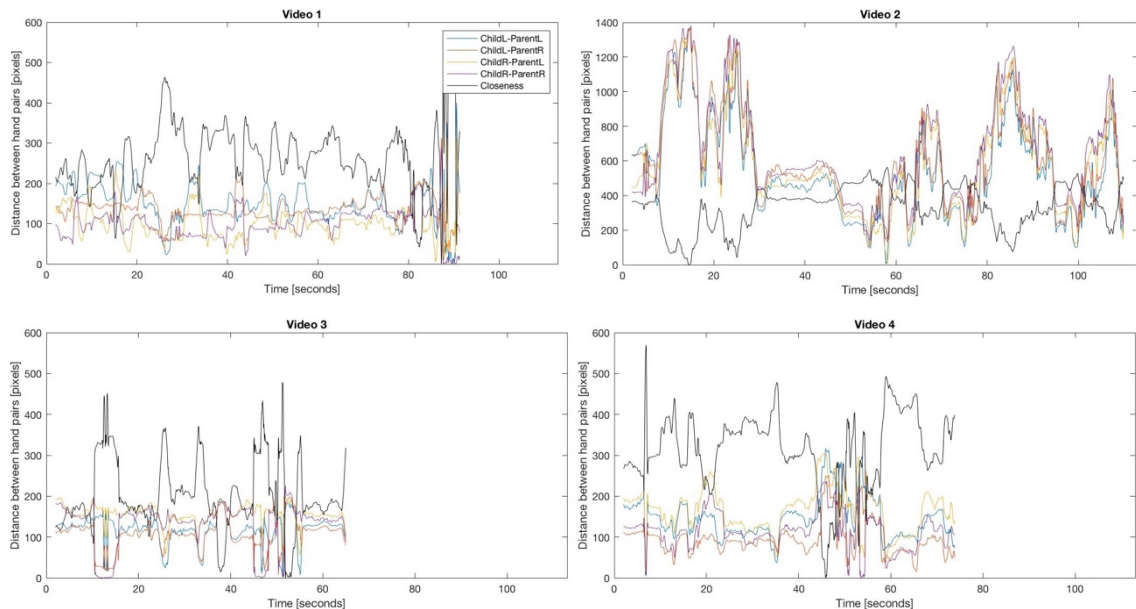 Video 1
Distance between hand pairs [pixels]
600
500
400
300
200
100
0
ChildL-ParentL
ChildL-ParentR
ChildR-ParentL
ChildR-ParentR
Closeness
0 20 40 60 80 100
Time [seconds]
Video 2
Distance between hand pairs [pixels]
1400
1200
1000
800
600
400
200
0
0 20 40 60 80 100
Time [seconds]
Video 3
Distance between hand pairs [pixels]
600
500
400
300
200
100
0
0 20 40 60 80 100
Time [seconds]
Video 4
Distance between hand pairs [pixels]
600
500
400
300
200
100
0
0 20 40 60 80 100
Time [seconds]